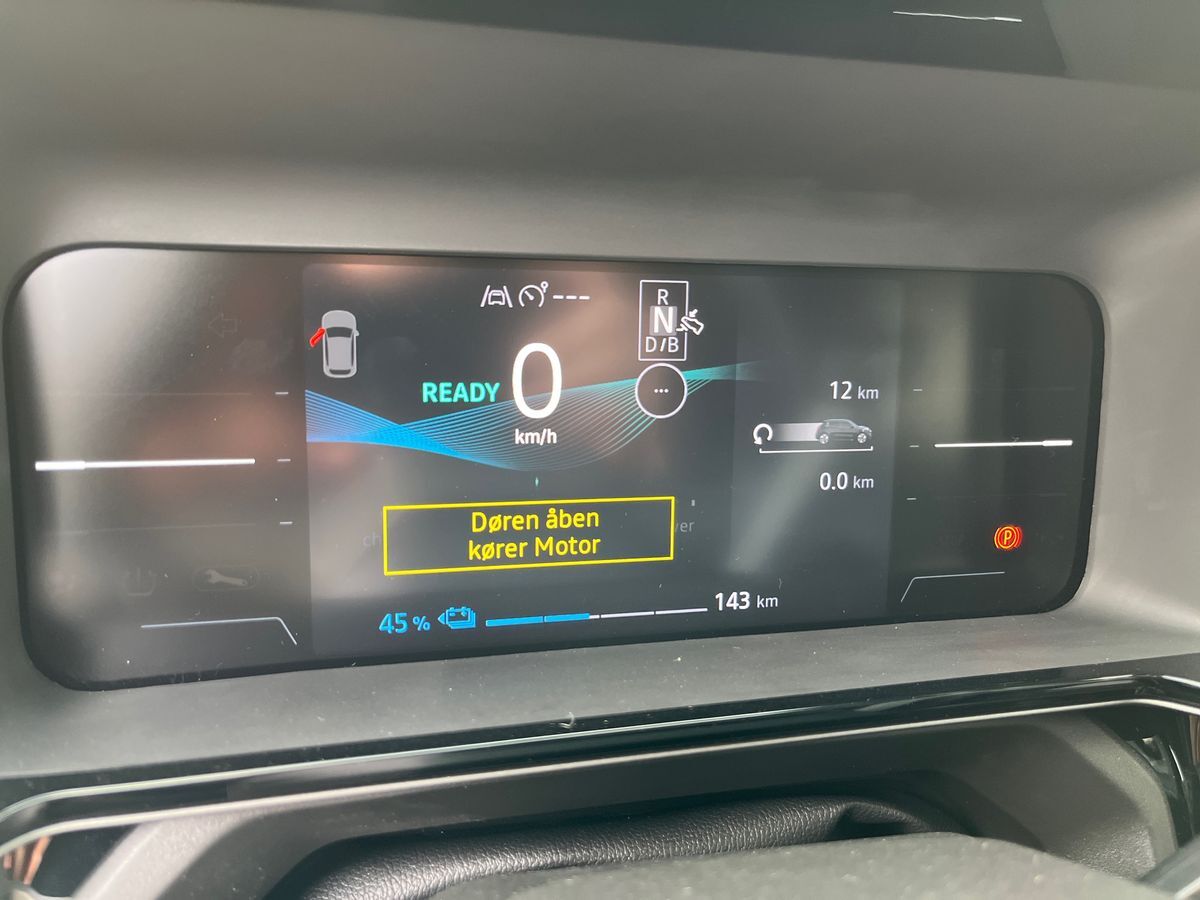 ---
R
N
D/B
READY
0
km/h
...
12 km
0.0 km
Døren åben
kører Motor
P
45 %
143 km